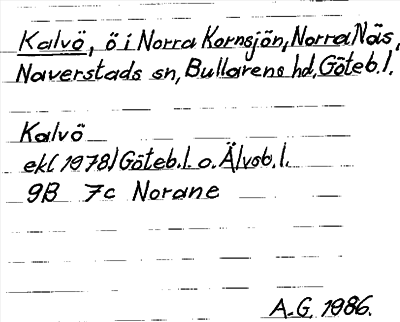 Kalvö, ö i Norra Kornsjön, Norra Näs,
Naverstads sn, Bullarens hd, Göteb. l.
Kalvö
ek (1978) Göteb. l. o. Älvsb. l.
9B 7c Norane
A.G. 1986.